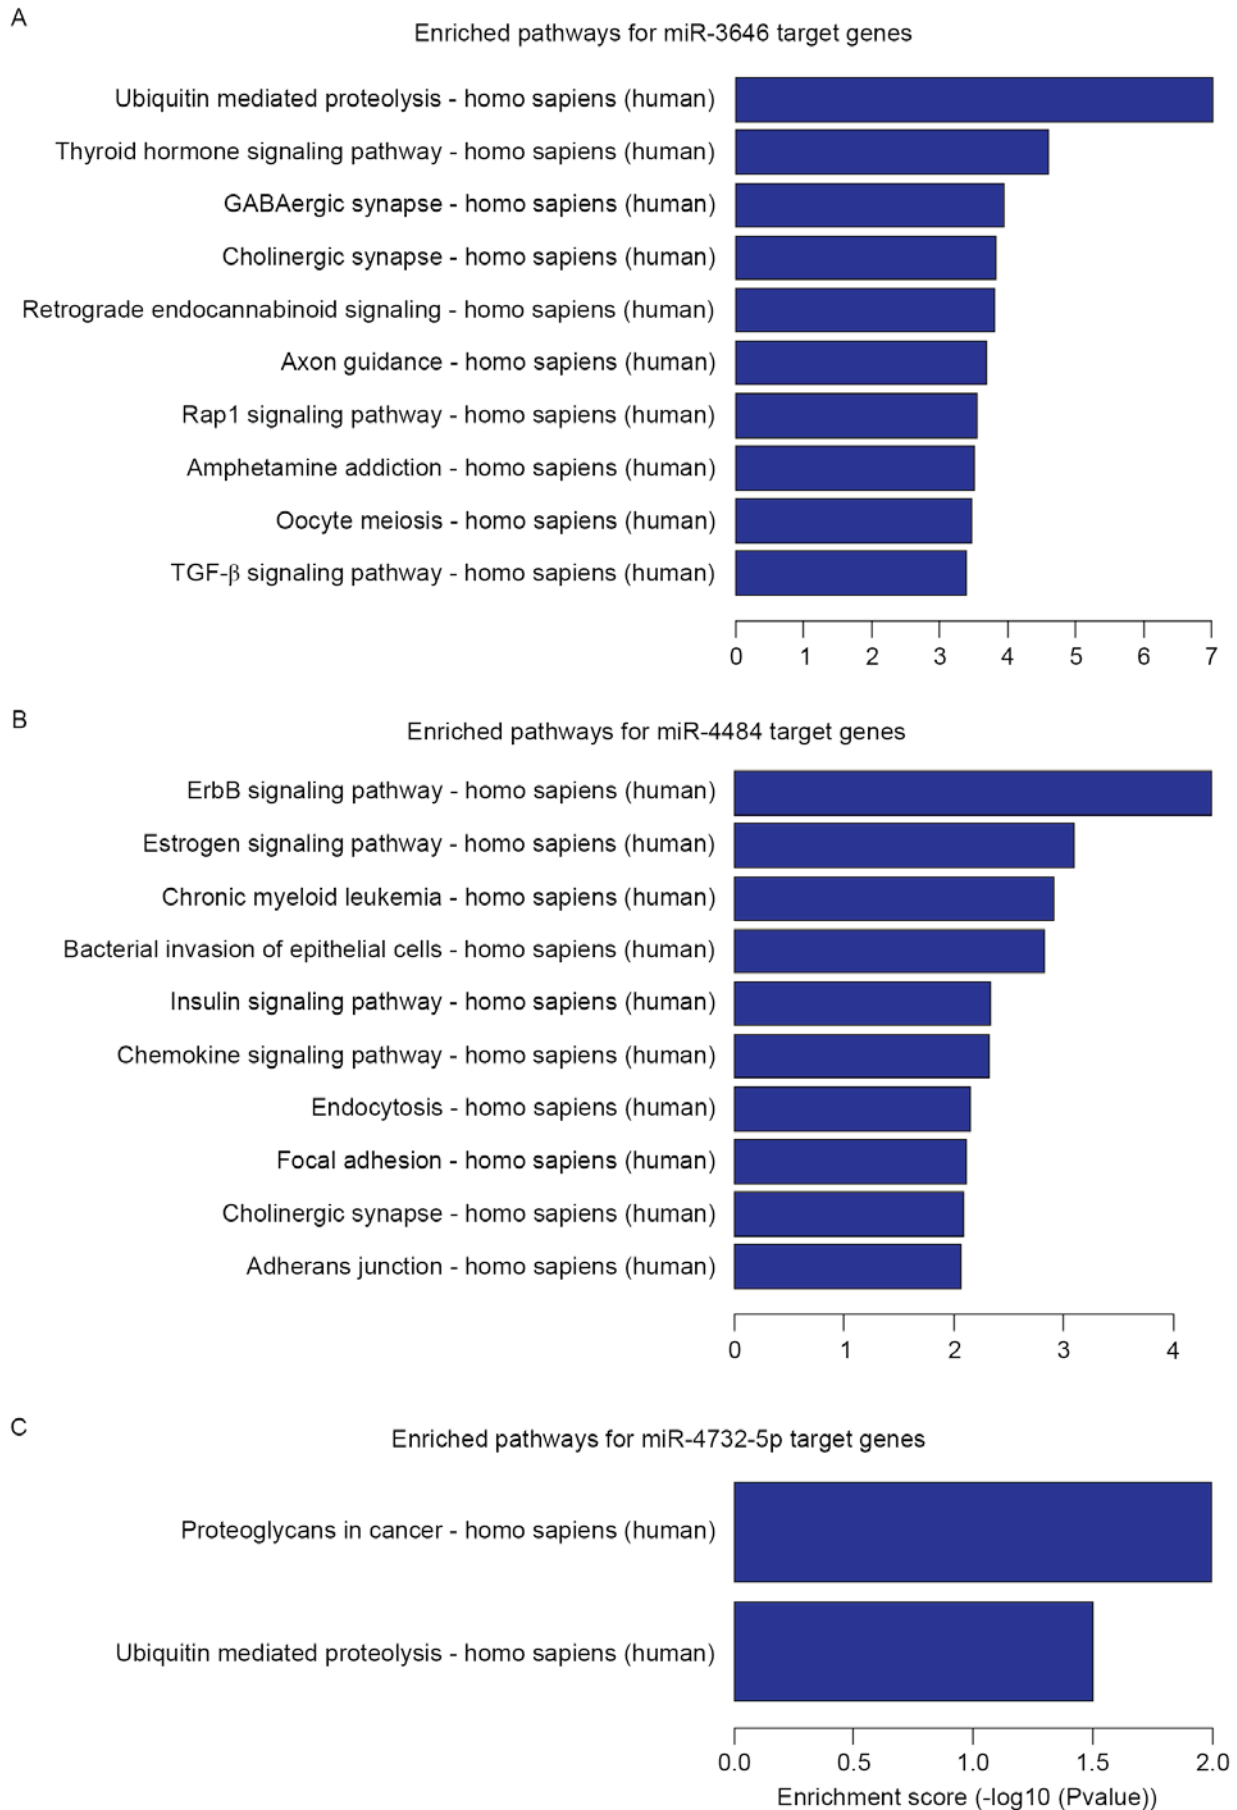 A
Enriched pathways for miR-3646 target genes
Ubiquitin mediated proteolysis - homo sapiens (human)
Thyroid hormone signaling pathway - homo sapiens (human)
GABAergic synapse - homo sapiens (human)
Cholinergic synapse - homo sapiens (human)
Retrograde endocannabinoid signaling - homo sapiens (human)
Axon guidance - homo sapiens (human)
Rap1 signaling pathway - homo sapiens (human)
Amphetamine addiction - homo sapiens (human)
Oocyte meiosis - homo sapiens (human)
TGF-β signaling pathway - homo sapiens (human)
0 1 2 3 4 5 6 7
B
Enriched pathways for miR-4484 target genes
ErbB signaling pathway - homo sapiens (human)
Estrogen signaling pathway - homo sapiens (human)
Chronic myeloid leukemia - homo sapiens (human)
Bacterial invasion of epithelial cells - homo sapiens (human)
Insulin signaling pathway - homo sapiens (human)
Chemokine signaling pathway - homo sapiens (human)
Endocytosis - homo sapiens (human)
Focal adhesion - homo sapiens (human)
Cholinergic synapse - homo sapiens (human)
Adherans junction - homo sapiens (human)
0 1 2 3 4
C
Enriched pathways for miR-4732-5p target genes
Proteoglycans in cancer - homo sapiens (human)
Ubiquitin mediated proteolysis - homo sapiens (human)
0.0 0.5 1.0 1.5 2.0
Enrichment score (-log10 (Pvalue))